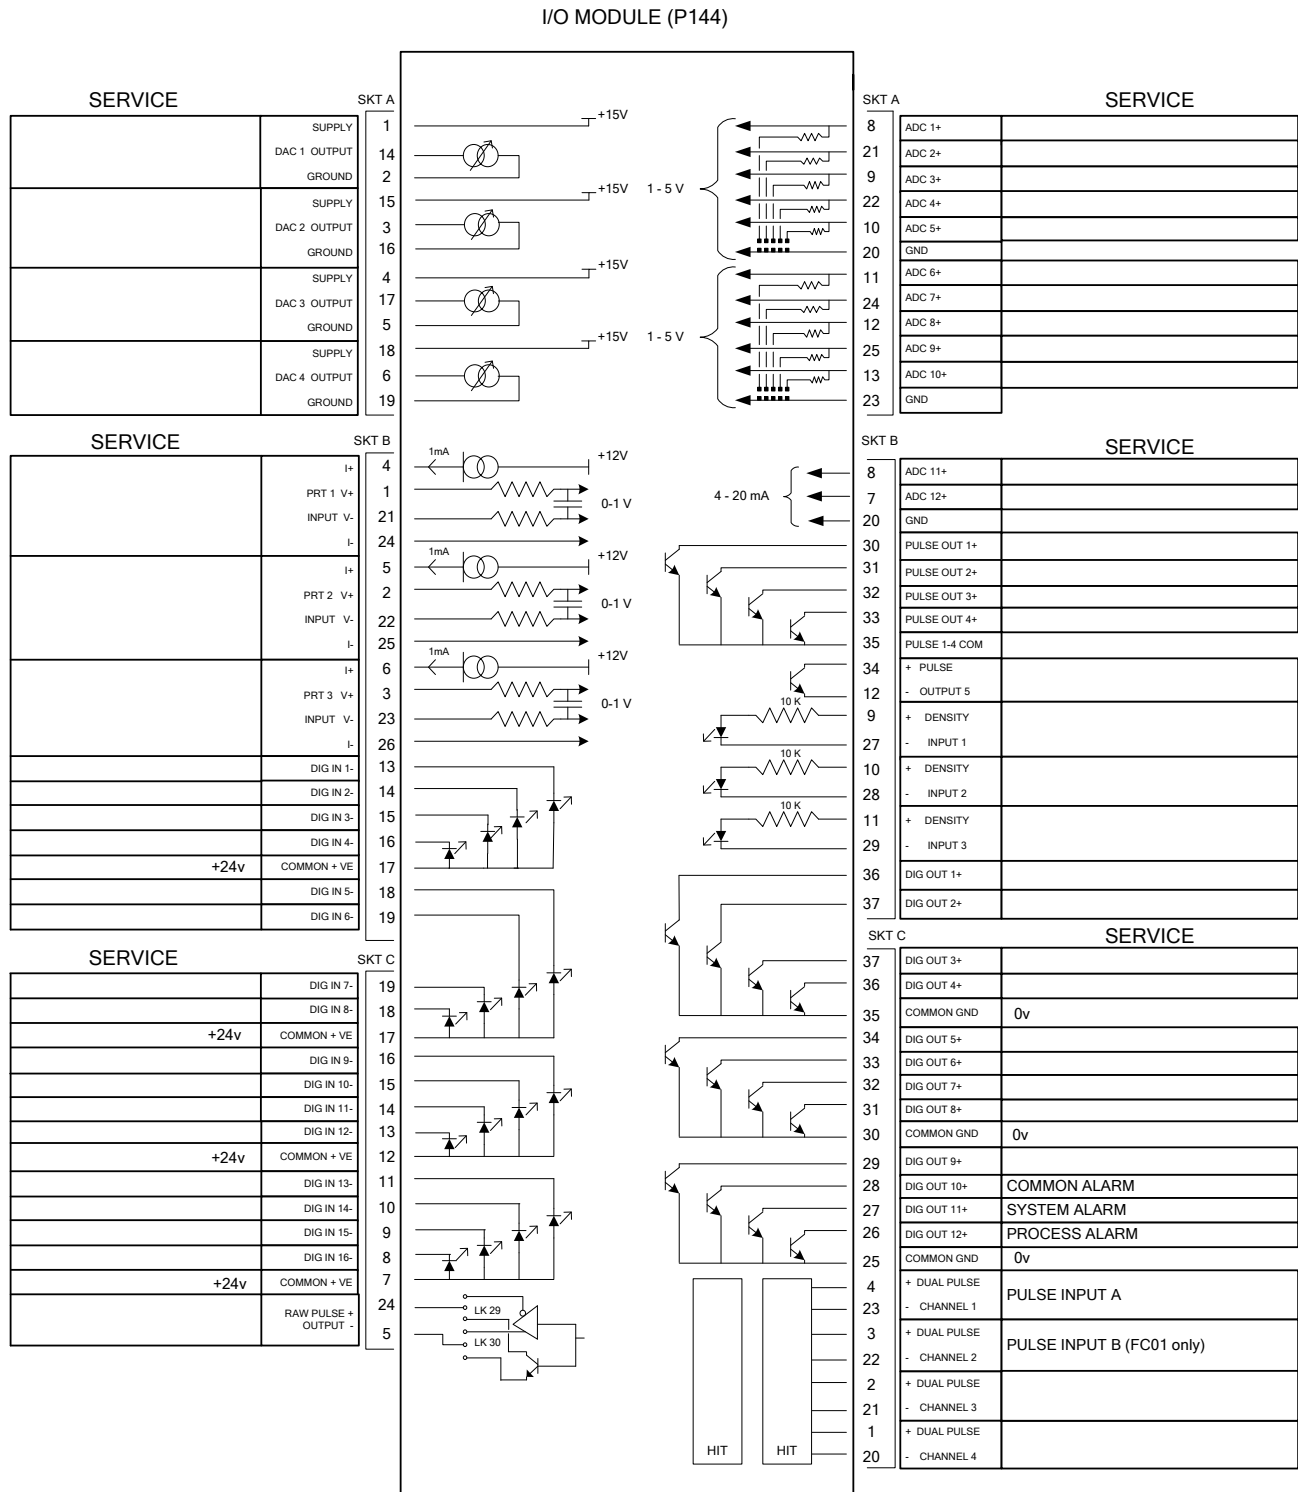 I/O MODULE (P144)
SERVICE SKT A
SUPPLY 1 +15V
DAC 1 OUTPUT 14
GROUND 2
SUPPLY 15 +15V
DAC 2 OUTPUT 3
GROUND 16
SUPPLY 4 +15V
DAC 3 OUTPUT 17
GROUND 5
SUPPLY 18 +15V
DAC 4 OUTPUT 6
GROUND 19
SKT A SERVICE
8 ADC 1+
21 ADC 2+
9 ADC 3+
1 - 5 V
22 ADC 4+
10 ADC 5+
20 GND
11 ADC 6+
24 ADC 7+
12 ADC 8+
1 - 5 V
25 ADC 9+
13 ADC 10+
23 GND
SERVICE SKT B
I+ 4 1mA +12V
PRT 1 V+ 1
0-1 V
INPUT V- 21
I- 24
I+ 5 1mA +12V
PRT 2 V+ 2
0-1 V
INPUT V- 22
I- 25
I+ 6 1mA +12V
PRT 3 V+ 3
0-1 V
INPUT V- 23
I- 26
DIG IN 1- 13
DIG IN 2- 14
DIG IN 3- 15
DIG IN 4- 16
+24v COMMON + VE 17
DIG IN 5- 18
DIG IN 6- 19
SKT B SERVICE
8 ADC 11+
4 - 20 mA 7 ADC 12+
20 GND
30 PULSE OUT 1+
31 PULSE OUT 2+
32 PULSE OUT 3+
33 PULSE OUT 4+
35 PULSE 1-4 COM
34 + PULSE
12 - OUTPUT 5
10 K 9 + DENSITY
27 - INPUT 1
10 K 10 + DENSITY
28 - INPUT 2
10 K 11 + DENSITY
29 - INPUT 3
36 DIG OUT 1+
37 DIG OUT 2+
SERVICE SKT C
DIG IN 7- 19
DIG IN 8- 18
+24v COMMON + VE 17
DIG IN 9- 16
DIG IN 10- 15
DIG IN 11- 14
DIG IN 12- 13
+24v COMMON + VE 12
DIG IN 13- 11
DIG IN 14- 10
DIG IN 15- 9
DIG IN 16- 8
+24v COMMON + VE 7
RAW PULSE + 24 LK 29
OUTPUT - 5 LK 30
SKT C SERVICE
37 DIG OUT 3+
36 DIG OUT 4+
35 COMMON GND 0v
34 DIG OUT 5+
33 DIG OUT 6+
32 DIG OUT 7+
31 DIG OUT 8+
30 COMMON GND 0v
29 DIG OUT 9+
28 DIG OUT 10+ COMMON ALARM
27 DIG OUT 11+ SYSTEM ALARM
26 DIG OUT 12+ PROCESS ALARM
25 COMMON GND 0v
4 + DUAL PULSE
PULSE INPUT A
23 - CHANNEL 1
3 + DUAL PULSE
PULSE INPUT B (FC01 only)
22 - CHANNEL 2
2 + DUAL PULSE
21 - CHANNEL 3
1 + DUAL PULSE
20 - CHANNEL 4
HIT HIT